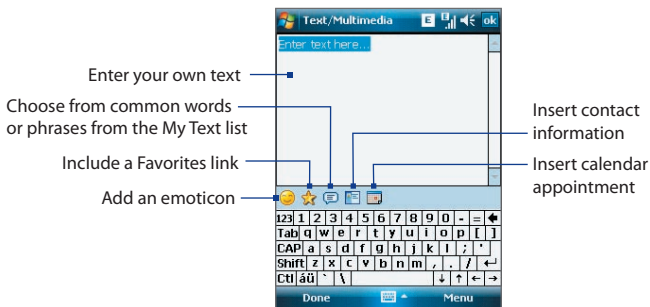 Text/Multimedia E ok
Enter text here...
Enter your own text
Choose from common words
or phrases from the My Text list
Include a Favorites link
Add an emoticon
Insert contact
information
Insert calendar
appointment
123 1 2 3 4 5 6 7 8 9 0 - = ←
Tab q w e r t y u i o p [ ]
CAP a s d f g h j k l ; '
Shift z x c v b n m , . / ↵
Ctl áü ` \ ↓ ↑ ← →
Done Menu